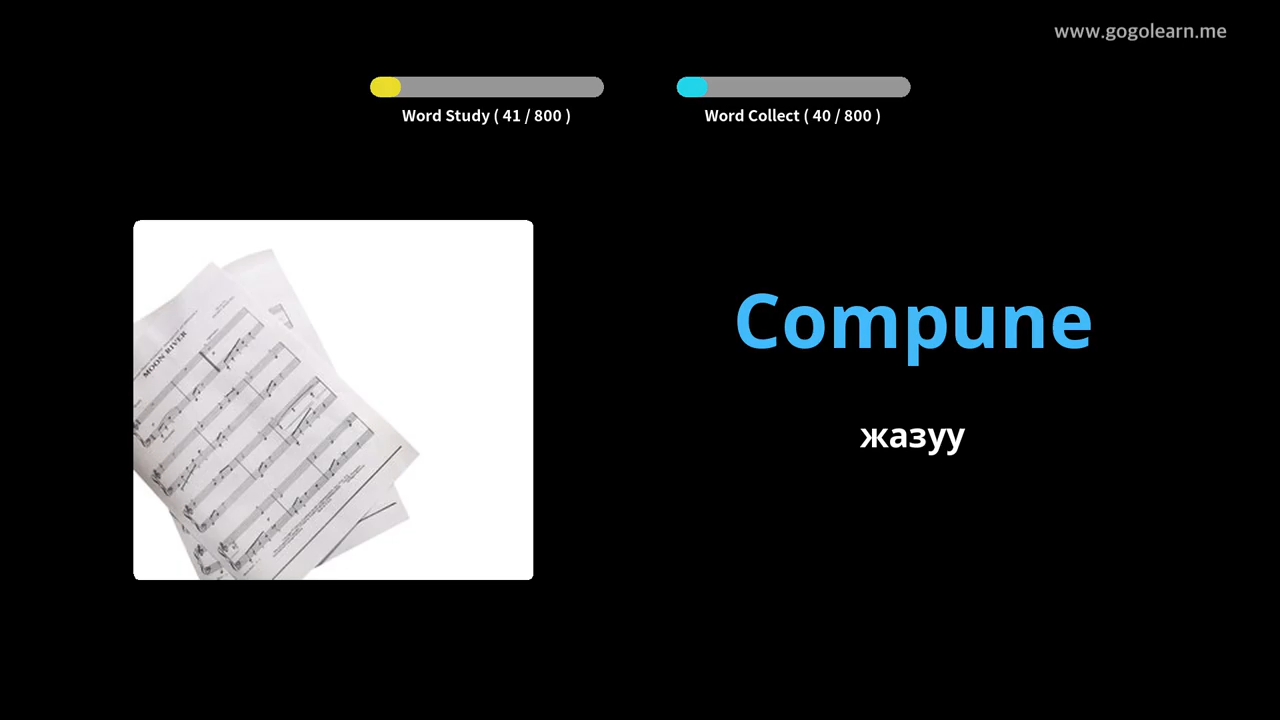 www.gogolearn.me
Word Study ( 41 / 800 )
Word Collect ( 40 / 800 )
MOON RIVER
Compune
жазуу